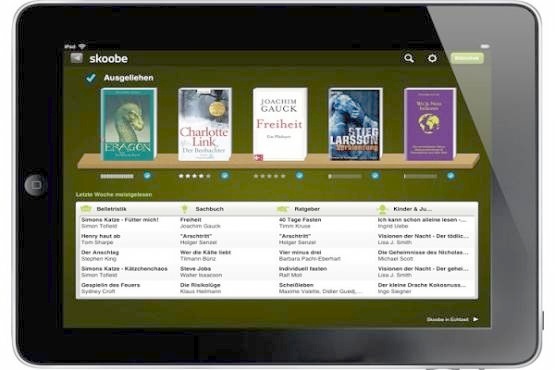 iPad
skoobe
Ausgeliehen
ERAGON
Charlotte
Link
Der Beobachter
JOACHIM
GAUCK
Freiheit
Ein Plädoyer
STIEG
LARSSON
Letzte Woche meistgelesen
Belletristik
Simons Katze - Fütter mich!
Simon Tofield
Henry haut ab
Tom Sharpe
Der Anschlag
Stephen King
Simons Katze - Kätzchenchaos
Simon Tofield
Gespielin des Feuers
Sydney Croft
Sachbuch
Freiheit
Joachim Gauck
"Arschtritt"
Holger Senzel
Wer die Kälte liebt
Tilmann Bünz
Steve Jobs
Walter Isaacson
Die Risikolüge
Klaus Heilmann
Ratgeber
40 Tage Fasten
Timm Kruse
"Arschtritt"
Holger Senzel
Vier minus drei
Barbara Pachl-Eberhart
Individuell fasten
Ralf Moll
Scheißleben
Maxime Valette, Didier Guedj,...
Kinder & Ju...
Ich kann schon alleine lesen -...
Ingrid Uebe
Visionen der Nacht - Der tödlic...
Lisa J. Smith
Die Geheimnisse des Nicholas...
Michael Scott
Visionen der Nacht - Der gehei...
Lisa J. Smith
Der kleine Drache Kokosnuss...
Ingo Siegner
Skoobe in Echtzeit